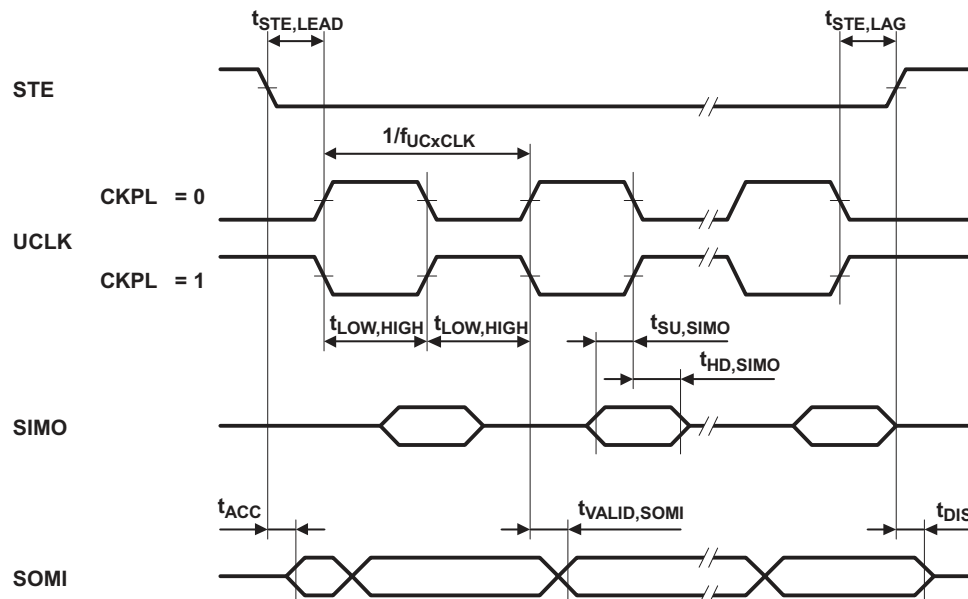 tSTE,LEAD
tSTE,LAG
STE
1/fUCxCLK
CKPL = 0
UCLK
CKPL = 1
tLOW,HIGH tLOW,HIGH
tSU,SIMO
tHD,SIMO
SIMO
tACC
tVALID,SOMI
tDIS
SOMI